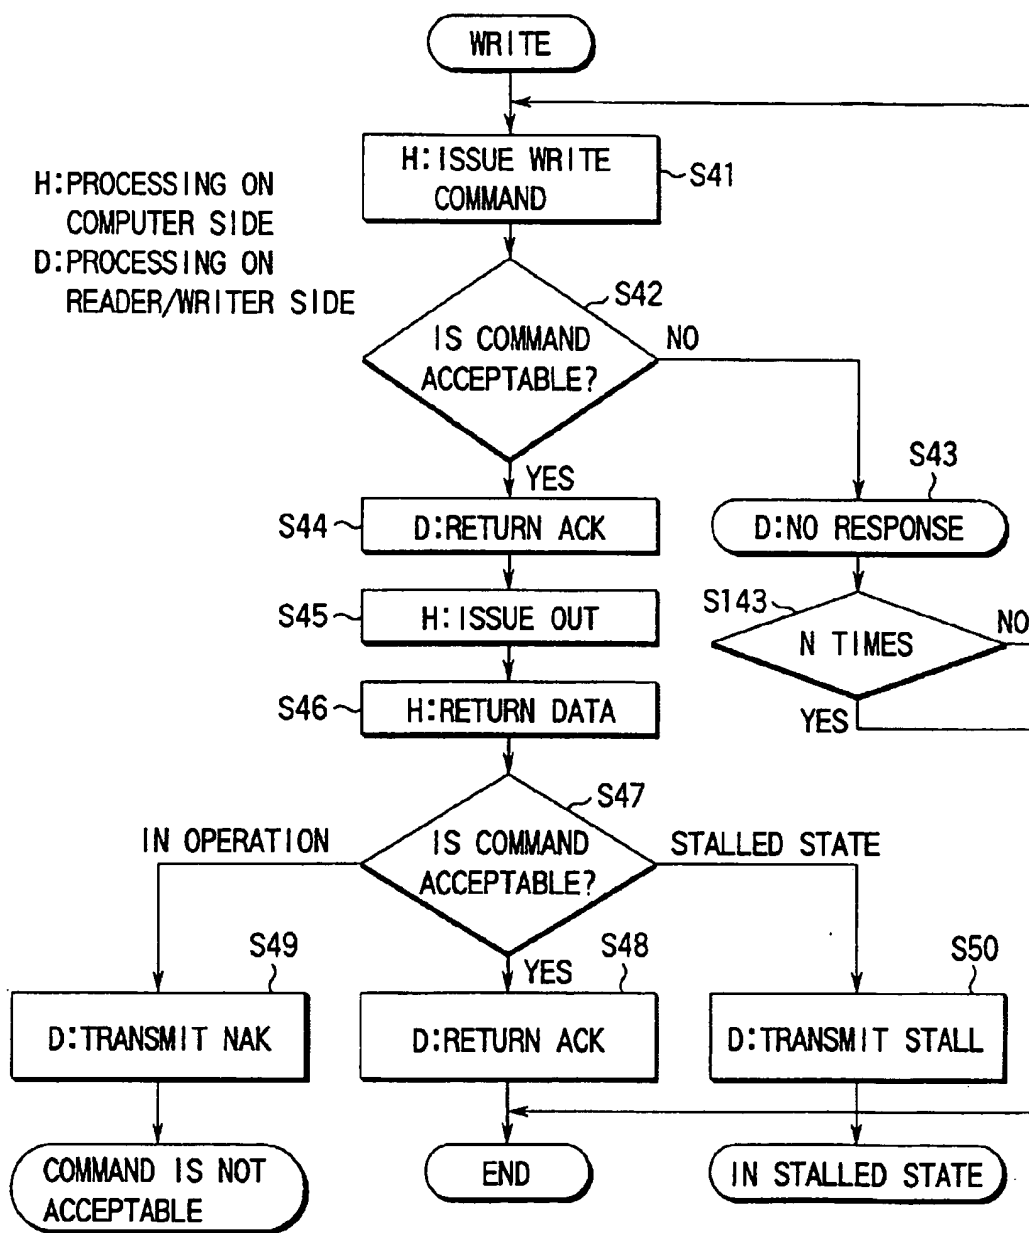 WRITE
H:ISSUE WRITE
COMMAND
S41
H:PROCESSING ON
COMPUTER SIDE
D:PROCESSING ON
READER/WRITER SIDE
S42
IS COMMAND
ACCEPTABLE?
NO
YES
S43
S44
D:RETURN ACK
D:NO RESPONSE
S45
H:ISSUE OUT
S143
N TIMES
NO
S46
H:RETURN DATA
YES
S47
IN OPERATION
IS COMMAND
ACCEPTABLE?
STALLED STATE
S49
YES
S48
S50
D:TRANSMIT NAK
D:RETURN ACK
D:TRANSMIT STALL
COMMAND IS NOT
ACCEPTABLE
END
IN STALLED STATE